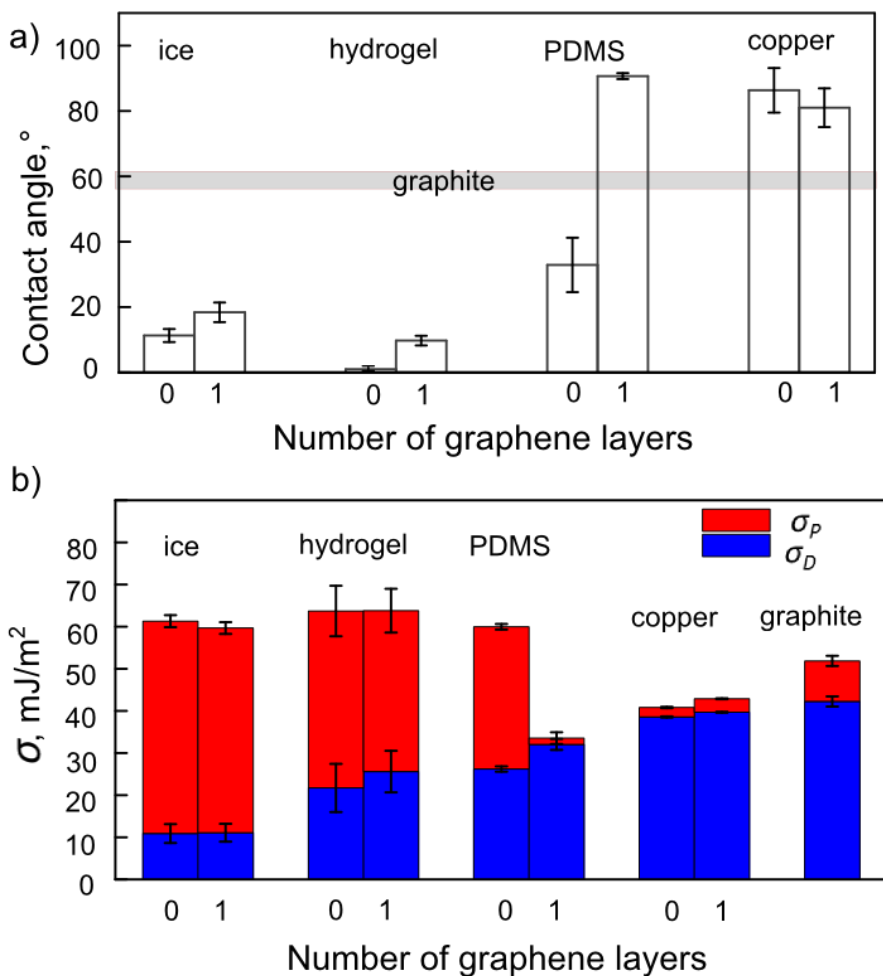 a)
100
80
60
40
20
0
Contact angle,°
ice
hydrogel
PDMS
copper
graphite
0 1 0 1 0 1 0 1
Number of graphene layers
b)
80
70
60
50
40
30
20
10
0
σ, mJ/m²
σP
σD
ice
hydrogel
PDMS
copper
graphite
0 1 0 1 0 1 0 1
Number of graphene layers